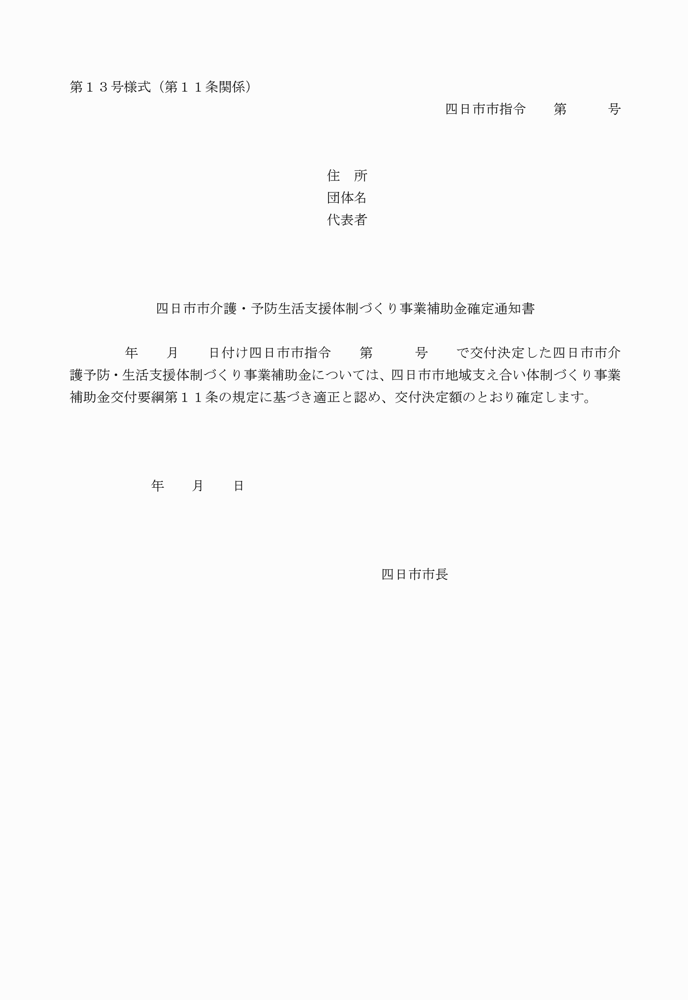 第１３号様式（第１１条関係）
四日市市指令　　第　　　号
住　所
団体名
代表者
四日市市介護・予防生活支援体制づくり事業補助金確定通知書
年　　月　　日付け四日市市指令　　第　　　号　　で交付決定した四日市市介
護予防・生活支援体制づくり事業補助金については、四日市市地域支え合い体制づくり事業
補助金交付要綱第１１条の規定に基づき適正と認め、交付決定額のとおり確定します。
年　　月　　日
四日市市長